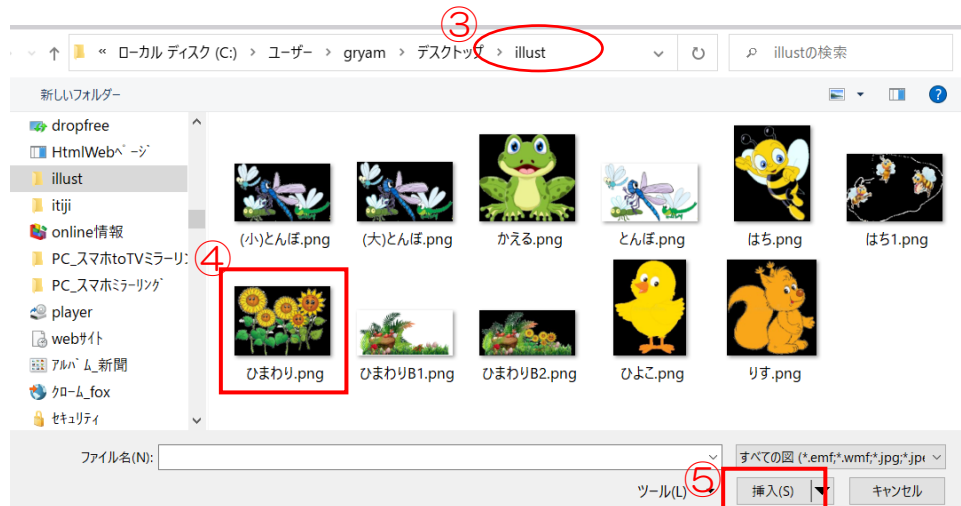 ③
« ローカル ディスク (C:) › ユーザー › gryam › デスクトップ › illust
illustの検索
新しいフォルダー
dropfree
HtmlWebﾍﾟｰｼﾞ
illust
itiji
online情報
PC_スマホtoTVミラーリン
PC_スマホﾐﾗｰﾘﾝｸﾞ
player
webｻｲﾄ
ｱﾙﾊﾞﾑ_新聞
ｸﾛｰﾑ_fox
ｾｷｭﾘﾃｨ
(小)とんぼ.png
(大)とんぼ.png
かえる.png
とんぼ.png
はち.png
はち1.png
④
ひまわり.png
ひまわりB1.png
ひまわりB2.png
ひよこ.png
りす.png
ファイル名(N):
すべての図 (*.emf;*.wmf;*.jpg;*.jpe
ツール(L)
⑤
挿入(S)
キャンセル